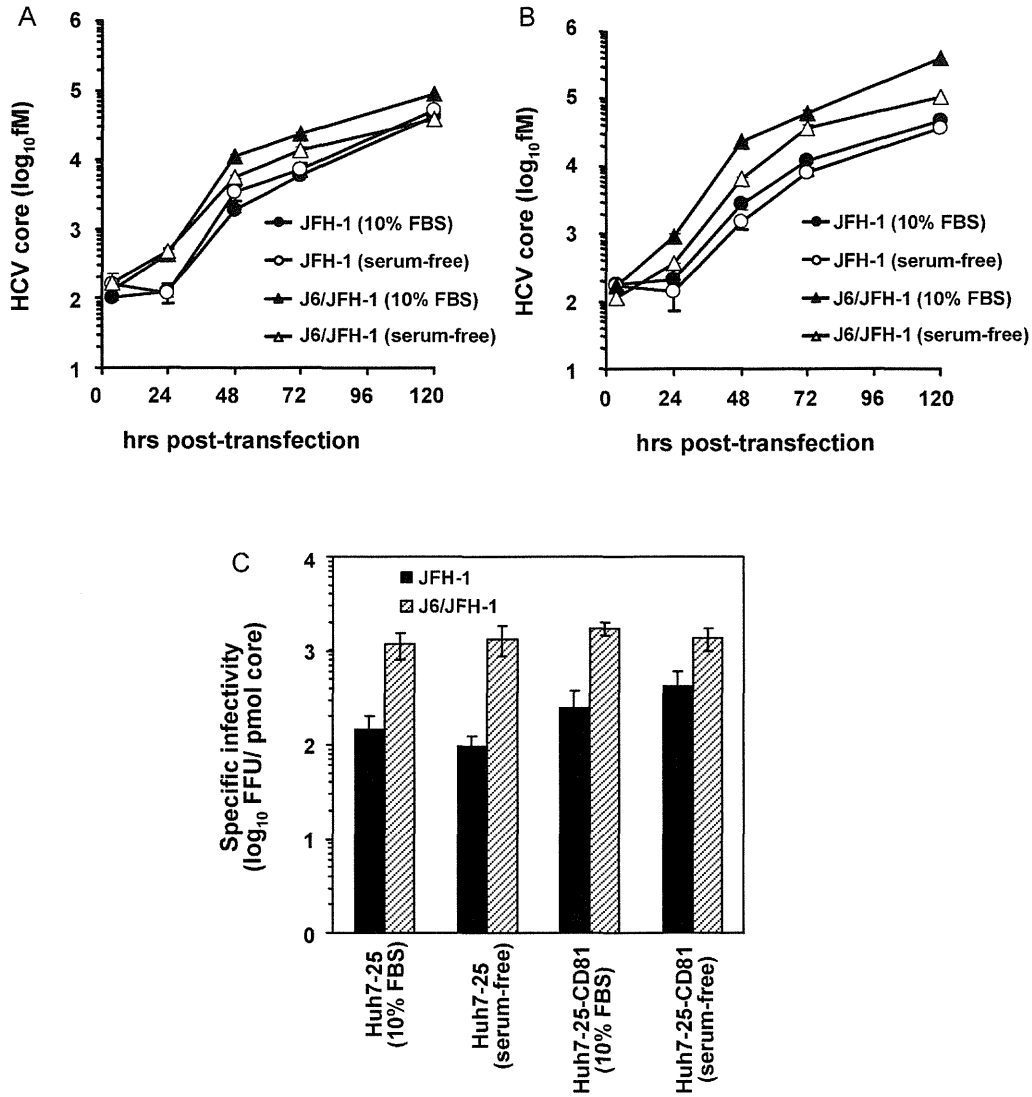 A
HCV core (log10fM)
6
5
4
3
2
1
0 24 48 72 96 120
hrs post-transfection
JFH-1 (10% FBS)
JFH-1 (serum-free)
J6/JFH-1 (10% FBS)
J6/JFH-1 (serum-free)
B
HCV core (log10fM)
6
5
4
3
2
1
0 24 48 72 96 120
hrs post-transfection
JFH-1 (10% FBS)
JFH-1 (serum-free)
J6/JFH-1 (10% FBS)
J6/JFH-1 (serum-free)
C
Specific infectivity
(log10 FFU/ pmol core)
4
3
2
1
0
JFH-1
J6/JFH-1
Huh7-25
(10% FBS)
Huh7-25
(serum-free)
Huh7-25-CD81
(10% FBS)
Huh7-25-CD81
(serum-free)